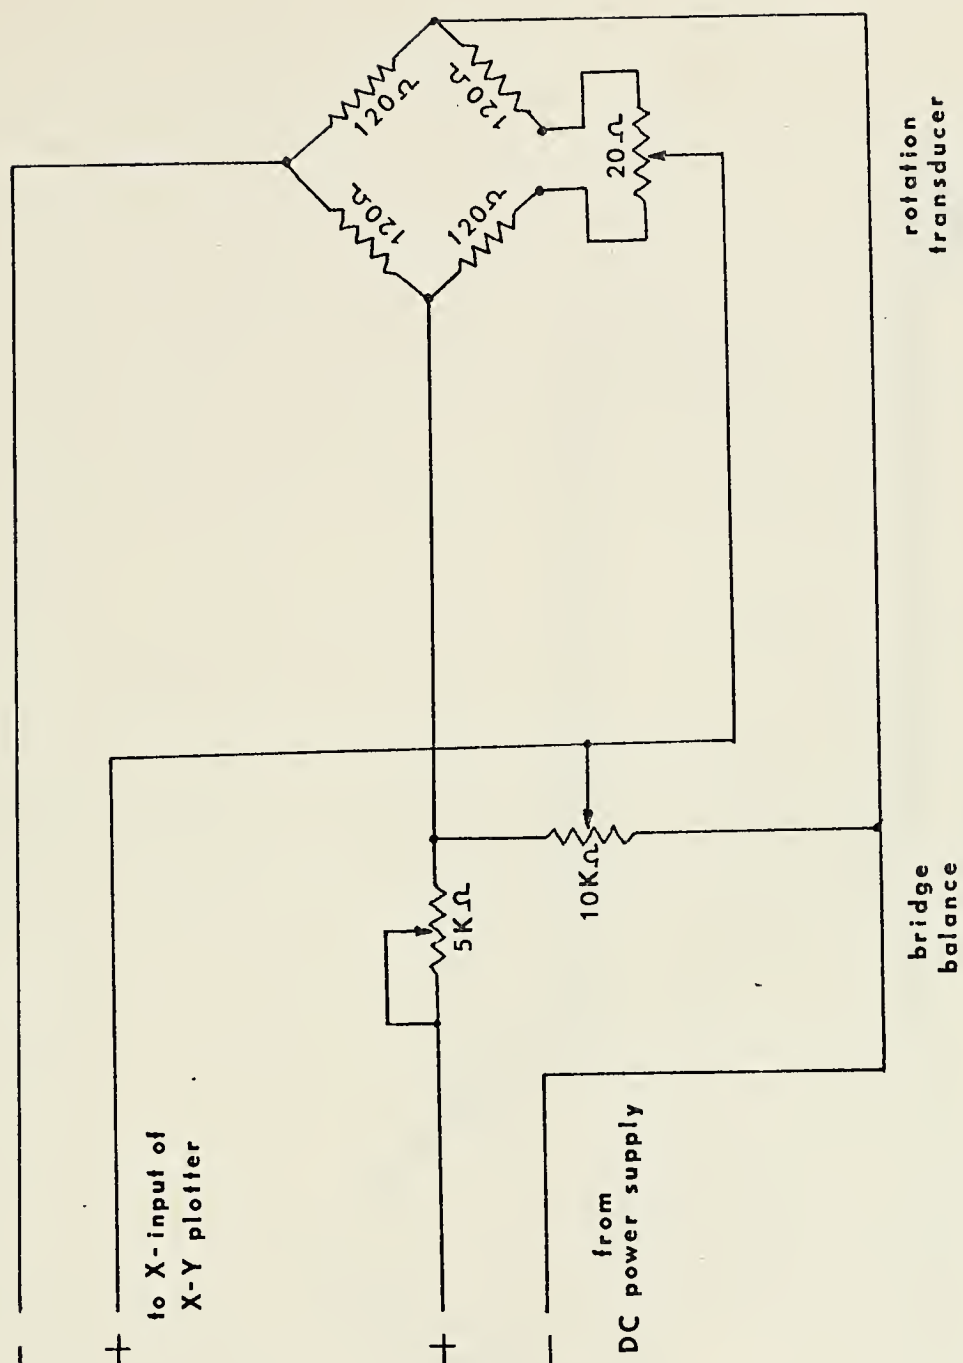 -
+
to X-input of
X-Y plotter
+
-
from
DC power supply
5KΩ
10KΩ
bridge
balance
120Ω
120Ω
120Ω
120Ω
20Ω
rotation
transducer